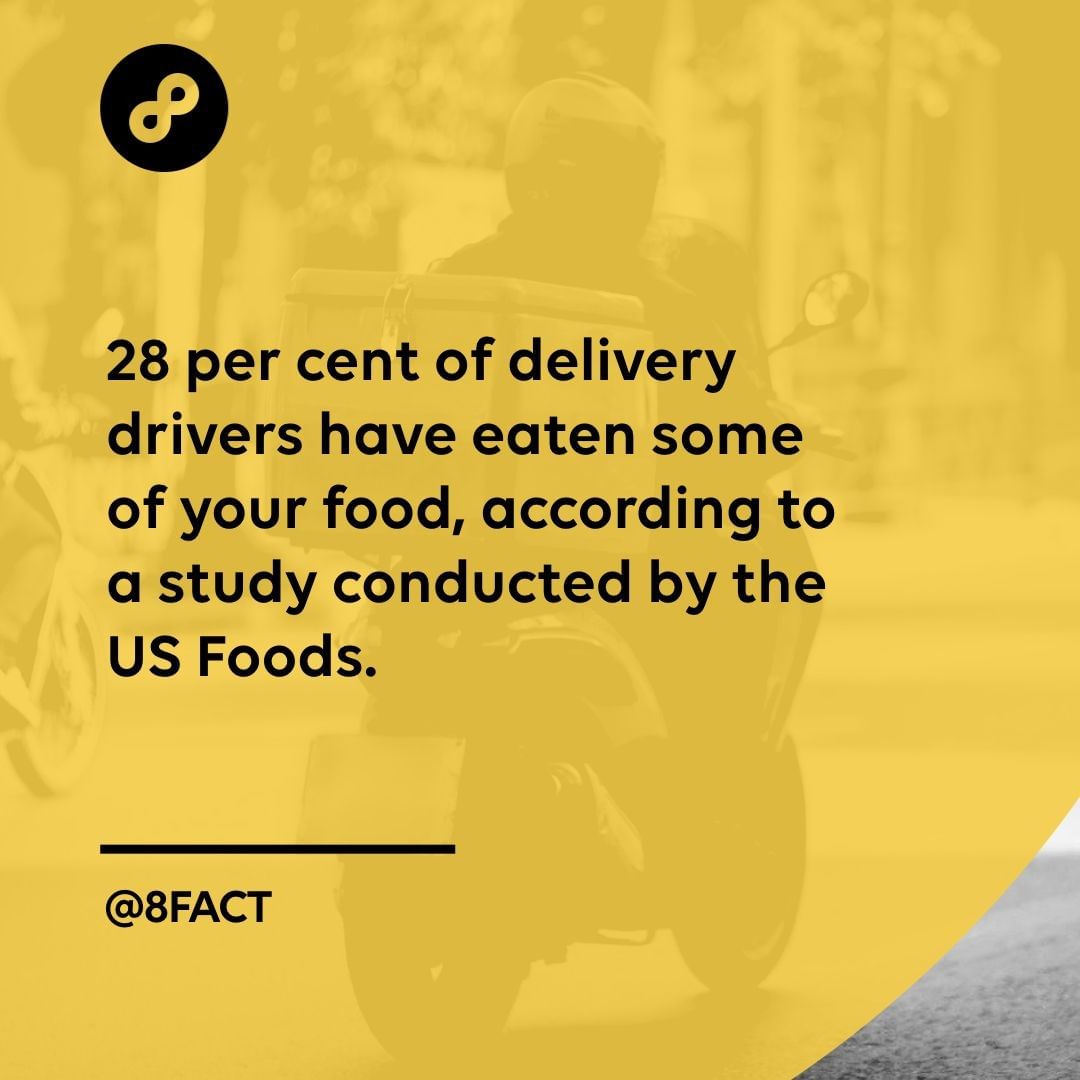 28 per cent of delivery
drivers have eaten some
of your food, according to
a study conducted by the
US Foods.
@8FACT